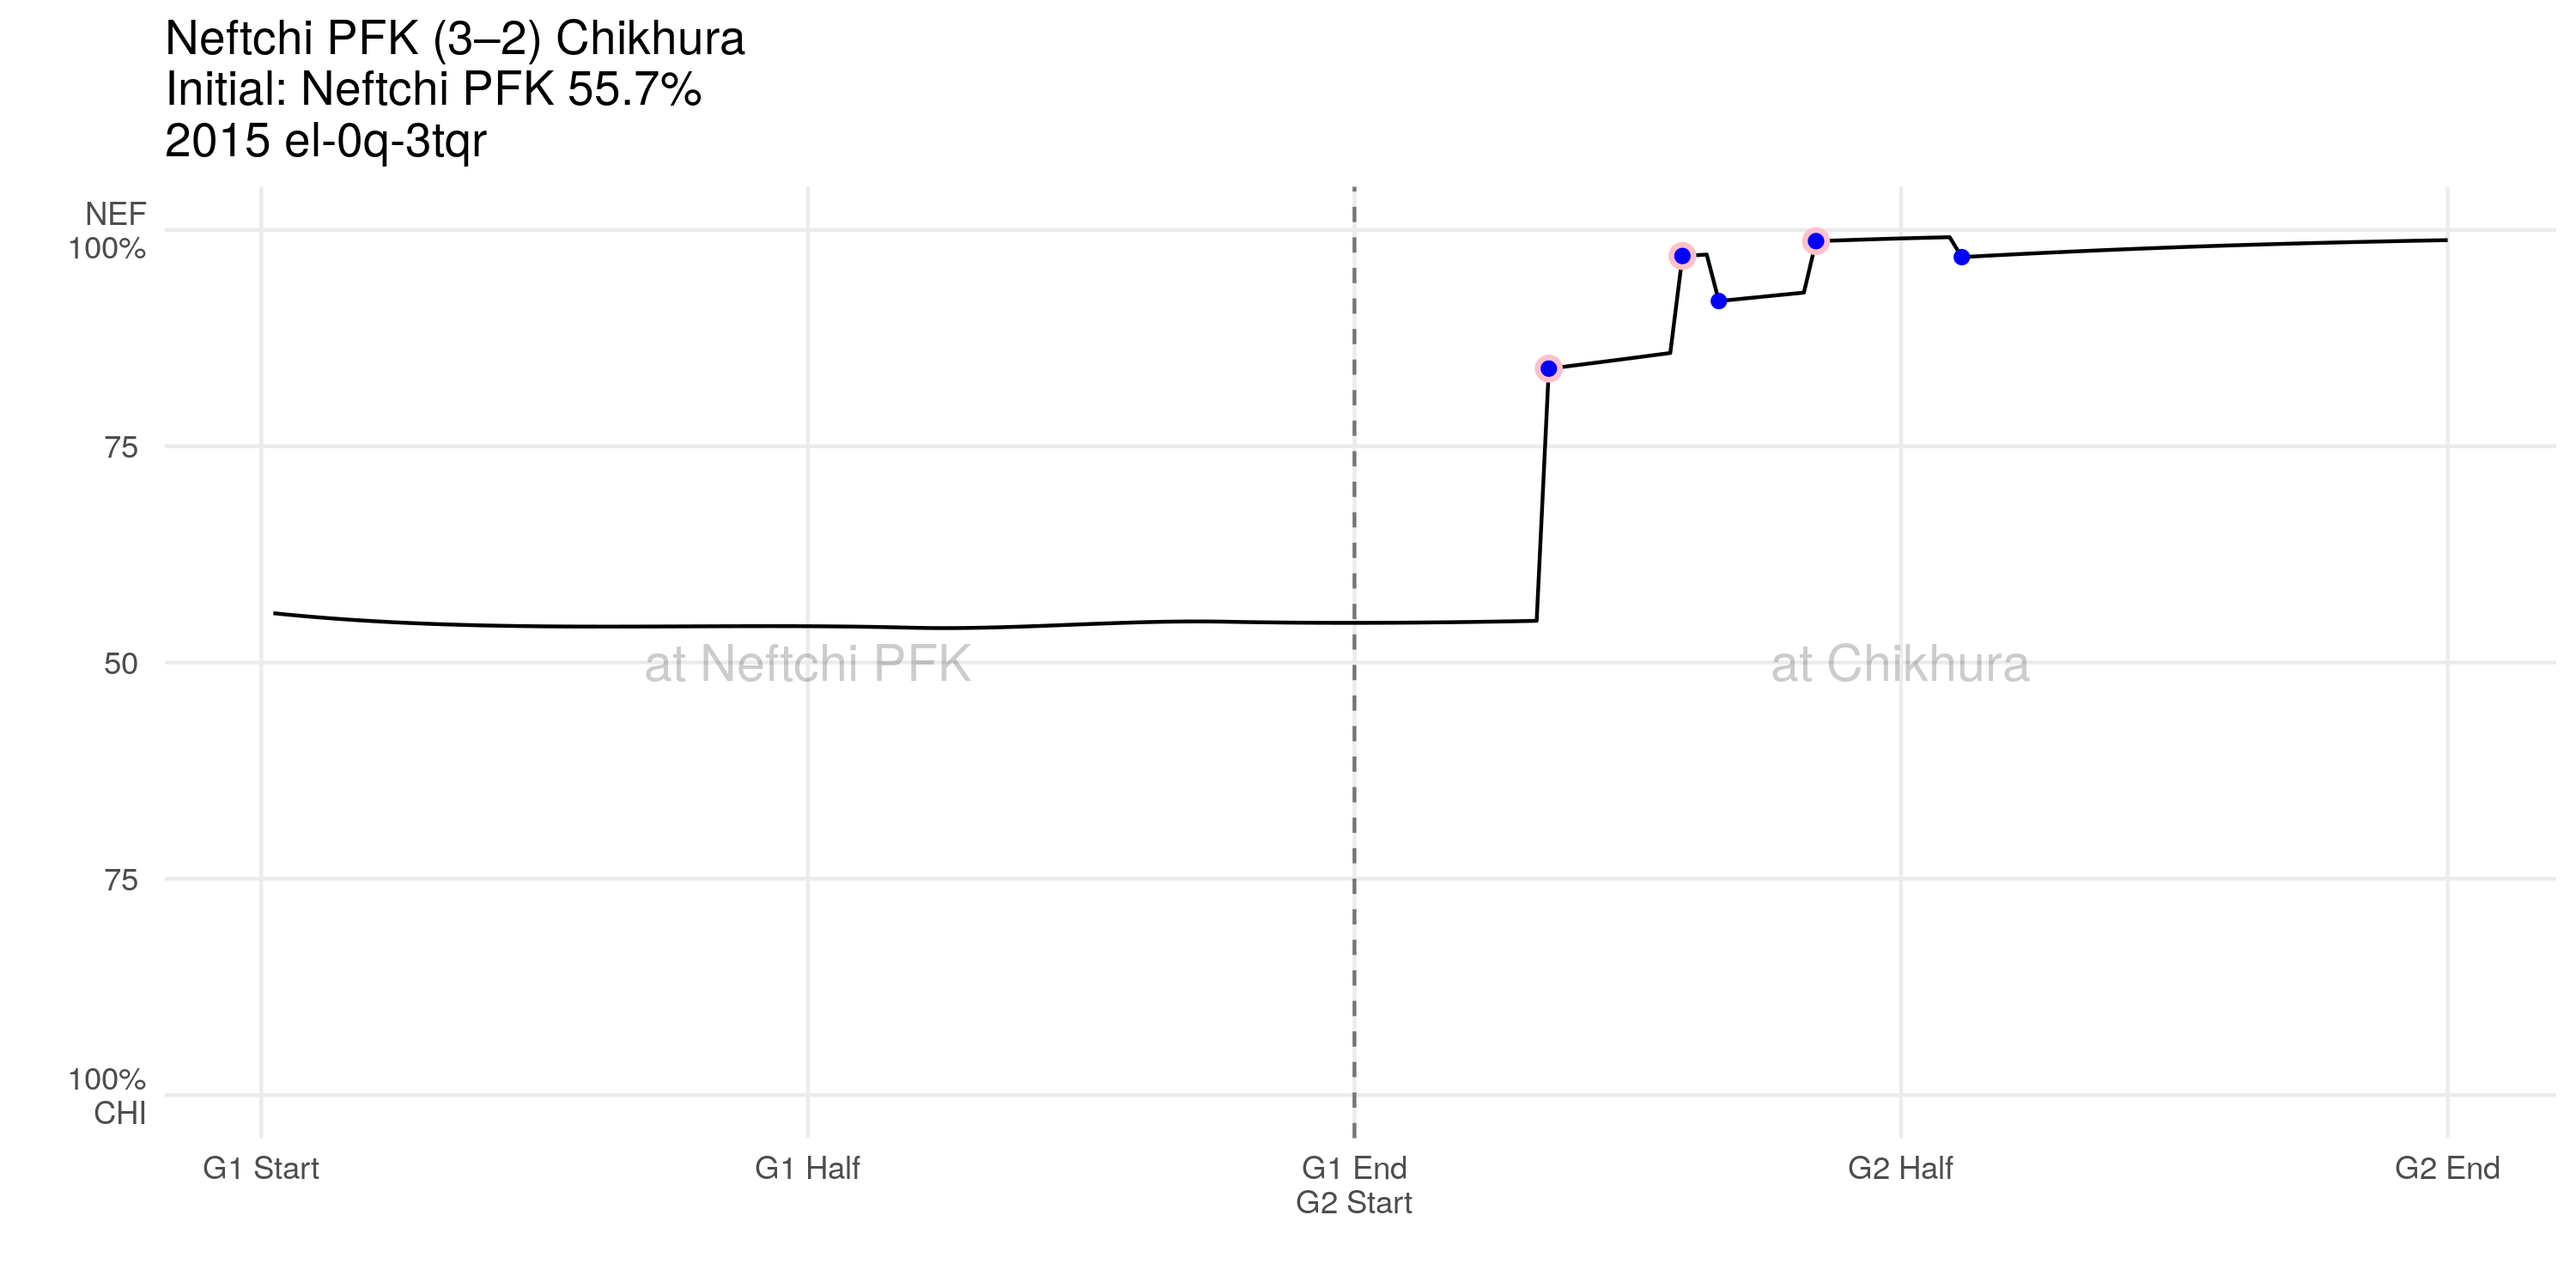 Neftchi PFK (3–2) Chikhura
Initial: Neftchi PFK 55.7%
2015 el-0q-3tqr
NEF
100%
75
50
75
100%
CHI
at Neftchi PFK
at Chikhura
G1 Start
G1 Half
G1 End
G2 Start
G2 Half
G2 End